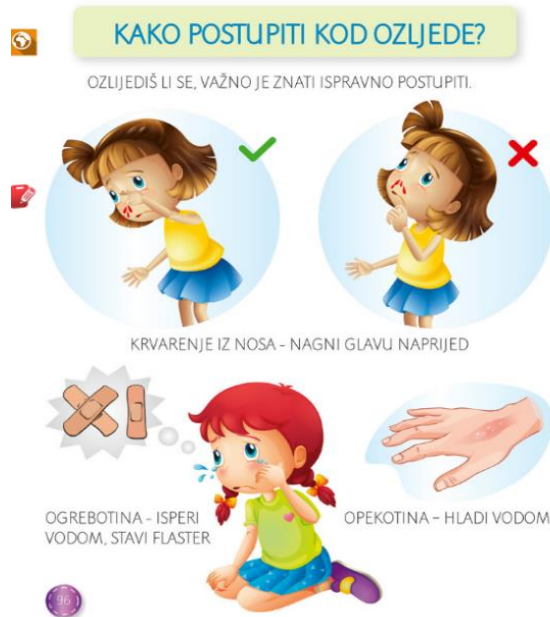 KAKO POSTUPITI KOD OZLJEDE?
OZLIJEDIŠ LI SE, VAŽNO JE ZNATI ISPRAVNO POSTUPITI.
KRVARENJE IZ NOSA - NAGNI GLAVU NAPRIJED
OGREBOTINA - ISPERI
VODOM, STAVI FLASTER
OPEKOTINA – HLADI VODOM
96